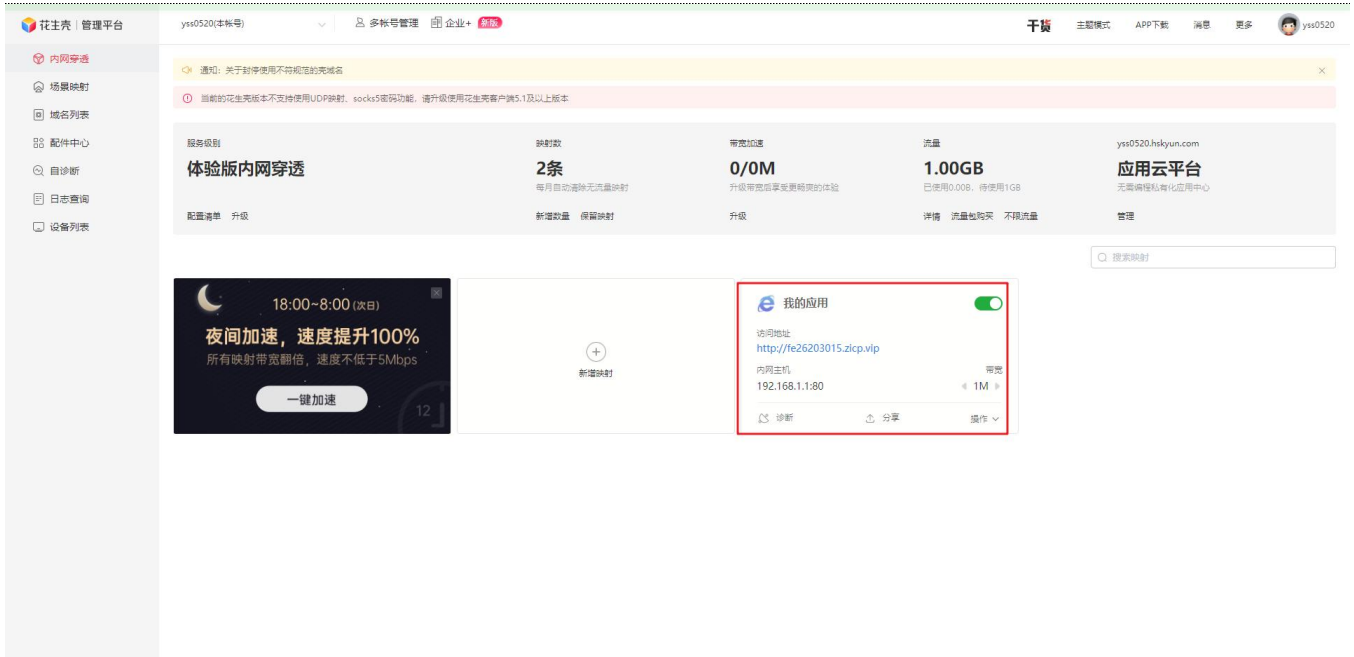 花生壳 管理平台
yss0520(本帐号)
多帐号管理
企业+ 新版
干货
主题模式
APP下载
消息
更多
yss0520
内网穿透
场景映射
域名列表
配件中心
自诊断
日志查询
设备列表
通知：关于封停使用不符规范的壳域名
当前的花生壳版本不支持使用UDP映射、socks5密码功能，请升级使用花生壳客户端5.1及以上版本
服务级别
体验版内网穿透
配置清单 升级
映射数
2条
每月自动清除无流量映射
新增数量 保留映射
带宽加速
0/0M
升级带宽后享受更畅爽的体验
升级
流量
1.00GB
已使用0.00B，待使用1GB
详情 流量包购买 不限流量
yss0520.hskyun.com
应用云平台
无需编程私有化应用中心
管理
搜索映射
18:00~8:00 (次日)
夜间加速，速度提升100%
所有映射带宽翻倍，速度不低于5Mbps
一键加速
12
新增映射
我的应用
访问地址
http://fe26203015.zicp.vip
内网主机 带宽
192.168.1.1:80 1M
诊断 分享 操作